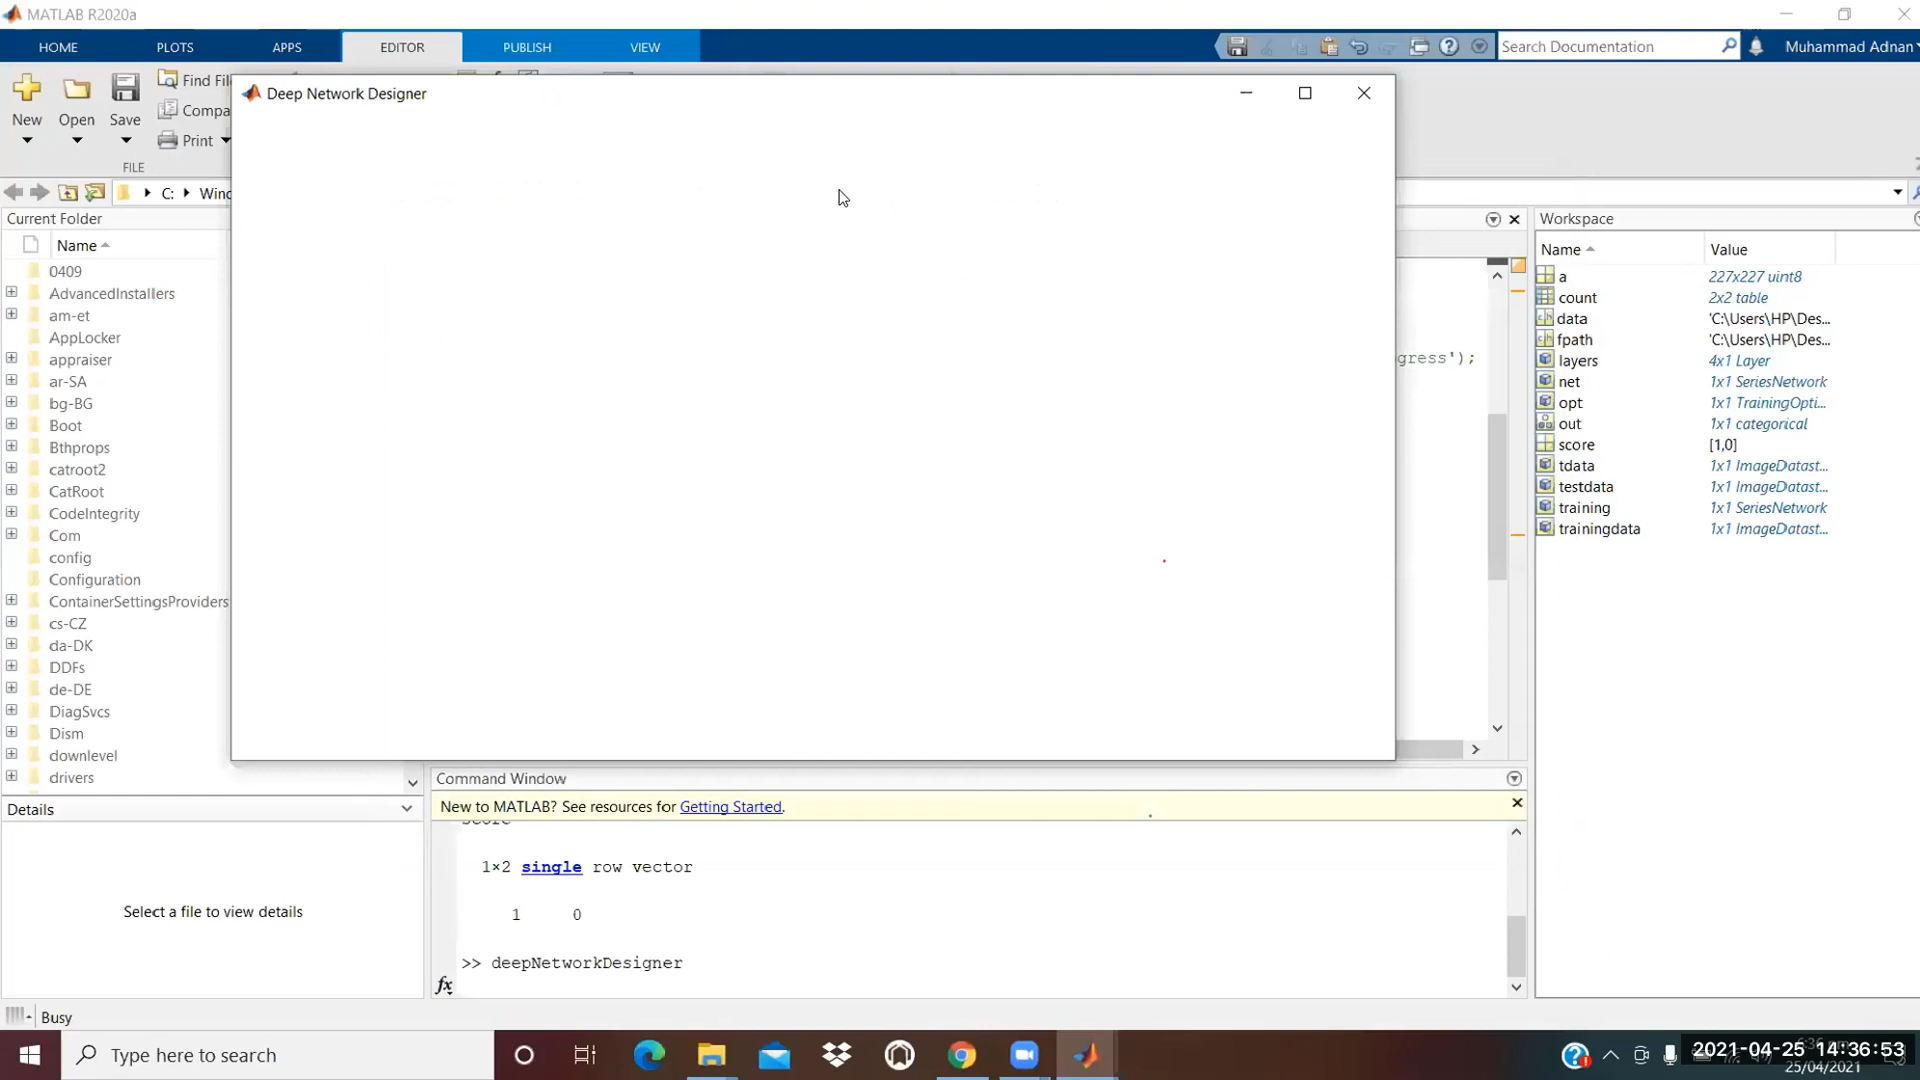 MATLAB R2020a
HOME PLOTS APPS EDITOR PUBLISH VIEW
Search Documentation
Muhammad Adnan
New
Open
Save
Find
Print
FILE
Deep Network Designer
C:
Current Folder
Name
0409
AdvancedInstallers
am-et
AppLocker
appraiser
ar-SA
bg-BG
Boot
Bthprops
catroot2
CatRoot
CodeIntegrity
Com
config
Configuration
ContainerSettingsProviders
cs-CZ
da-DK
DDFs
de-DE
DiagSvcs
Dism
downlevel
drivers
Details
Select a file to view details
gress');
Workspace
Name Value
a 227x227 uint8
count 2x2 table
data 'C:\Users\HP\Des...
fpath 'C:\Users\HP\Des...
layers 4x1 Layer
net 1x1 SeriesNetwork
opt 1x1 TrainingOpti...
out 1x1 categorical
score [1,0]
tdata 1x1 ImageDatast...
testdata 1x1 ImageDatast...
training 1x1 SeriesNetwork
trainingdata 1x1 ImageDatast...
Command Window
New to MATLAB? See resources for Getting Started.
1×2 single row vector
1 0
>> deepNetworkDesigner
fx
Busy
Type here to search
2021-04-25 14:36:53
25/04/2021